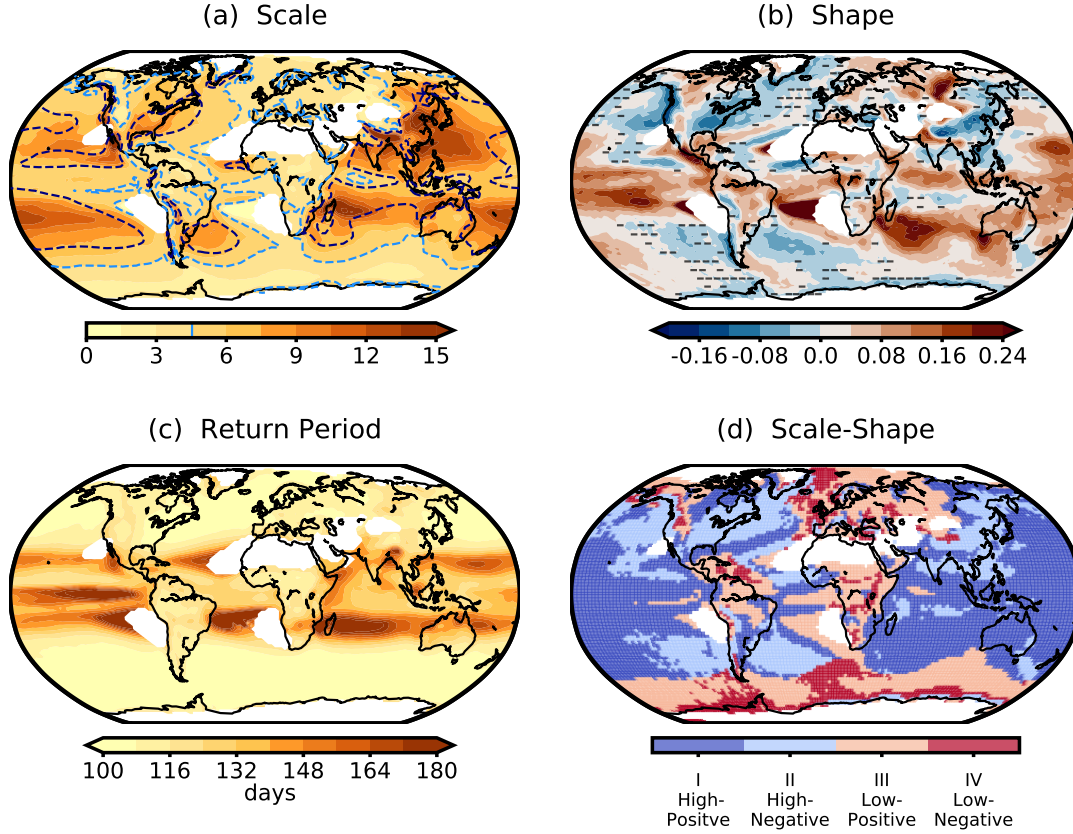 (a) Scale
(b) Shape
0 3 6 9 12 15
-0.16 -0.08 0.0 0.08 0.16 0.24
(c) Return Period
(d) Scale-Shape
100 116 132 148 164 180
days
I II III IV
High- High- Low- Low-
Positve Negative Positive Negative